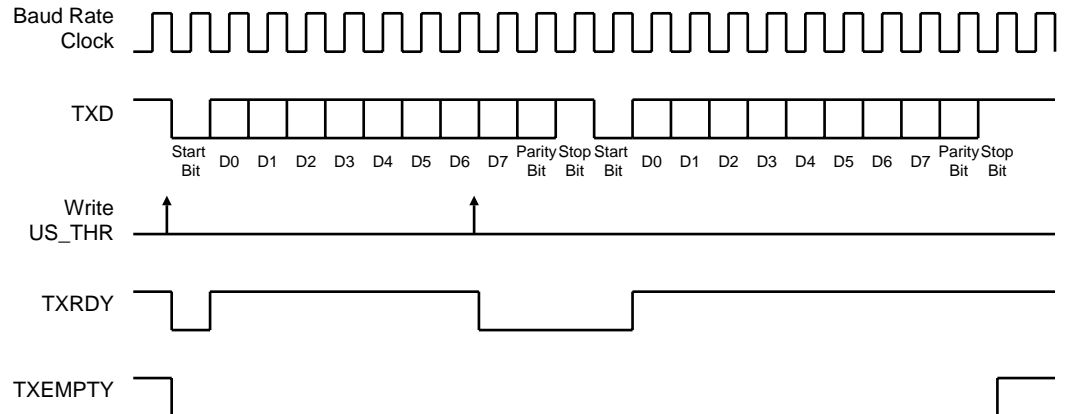 Baud Rate
Clock
TXD
Start
Bit
D0
D1
D2
D3
D4
D5
D6
D7
Parity
Bit
Stop
Bit
Start
Bit
D0
D1
D2
D3
D4
D5
D6
D7
Parity
Bit
Stop
Bit
Write
US_THR
TXRDY
TXEMPTY